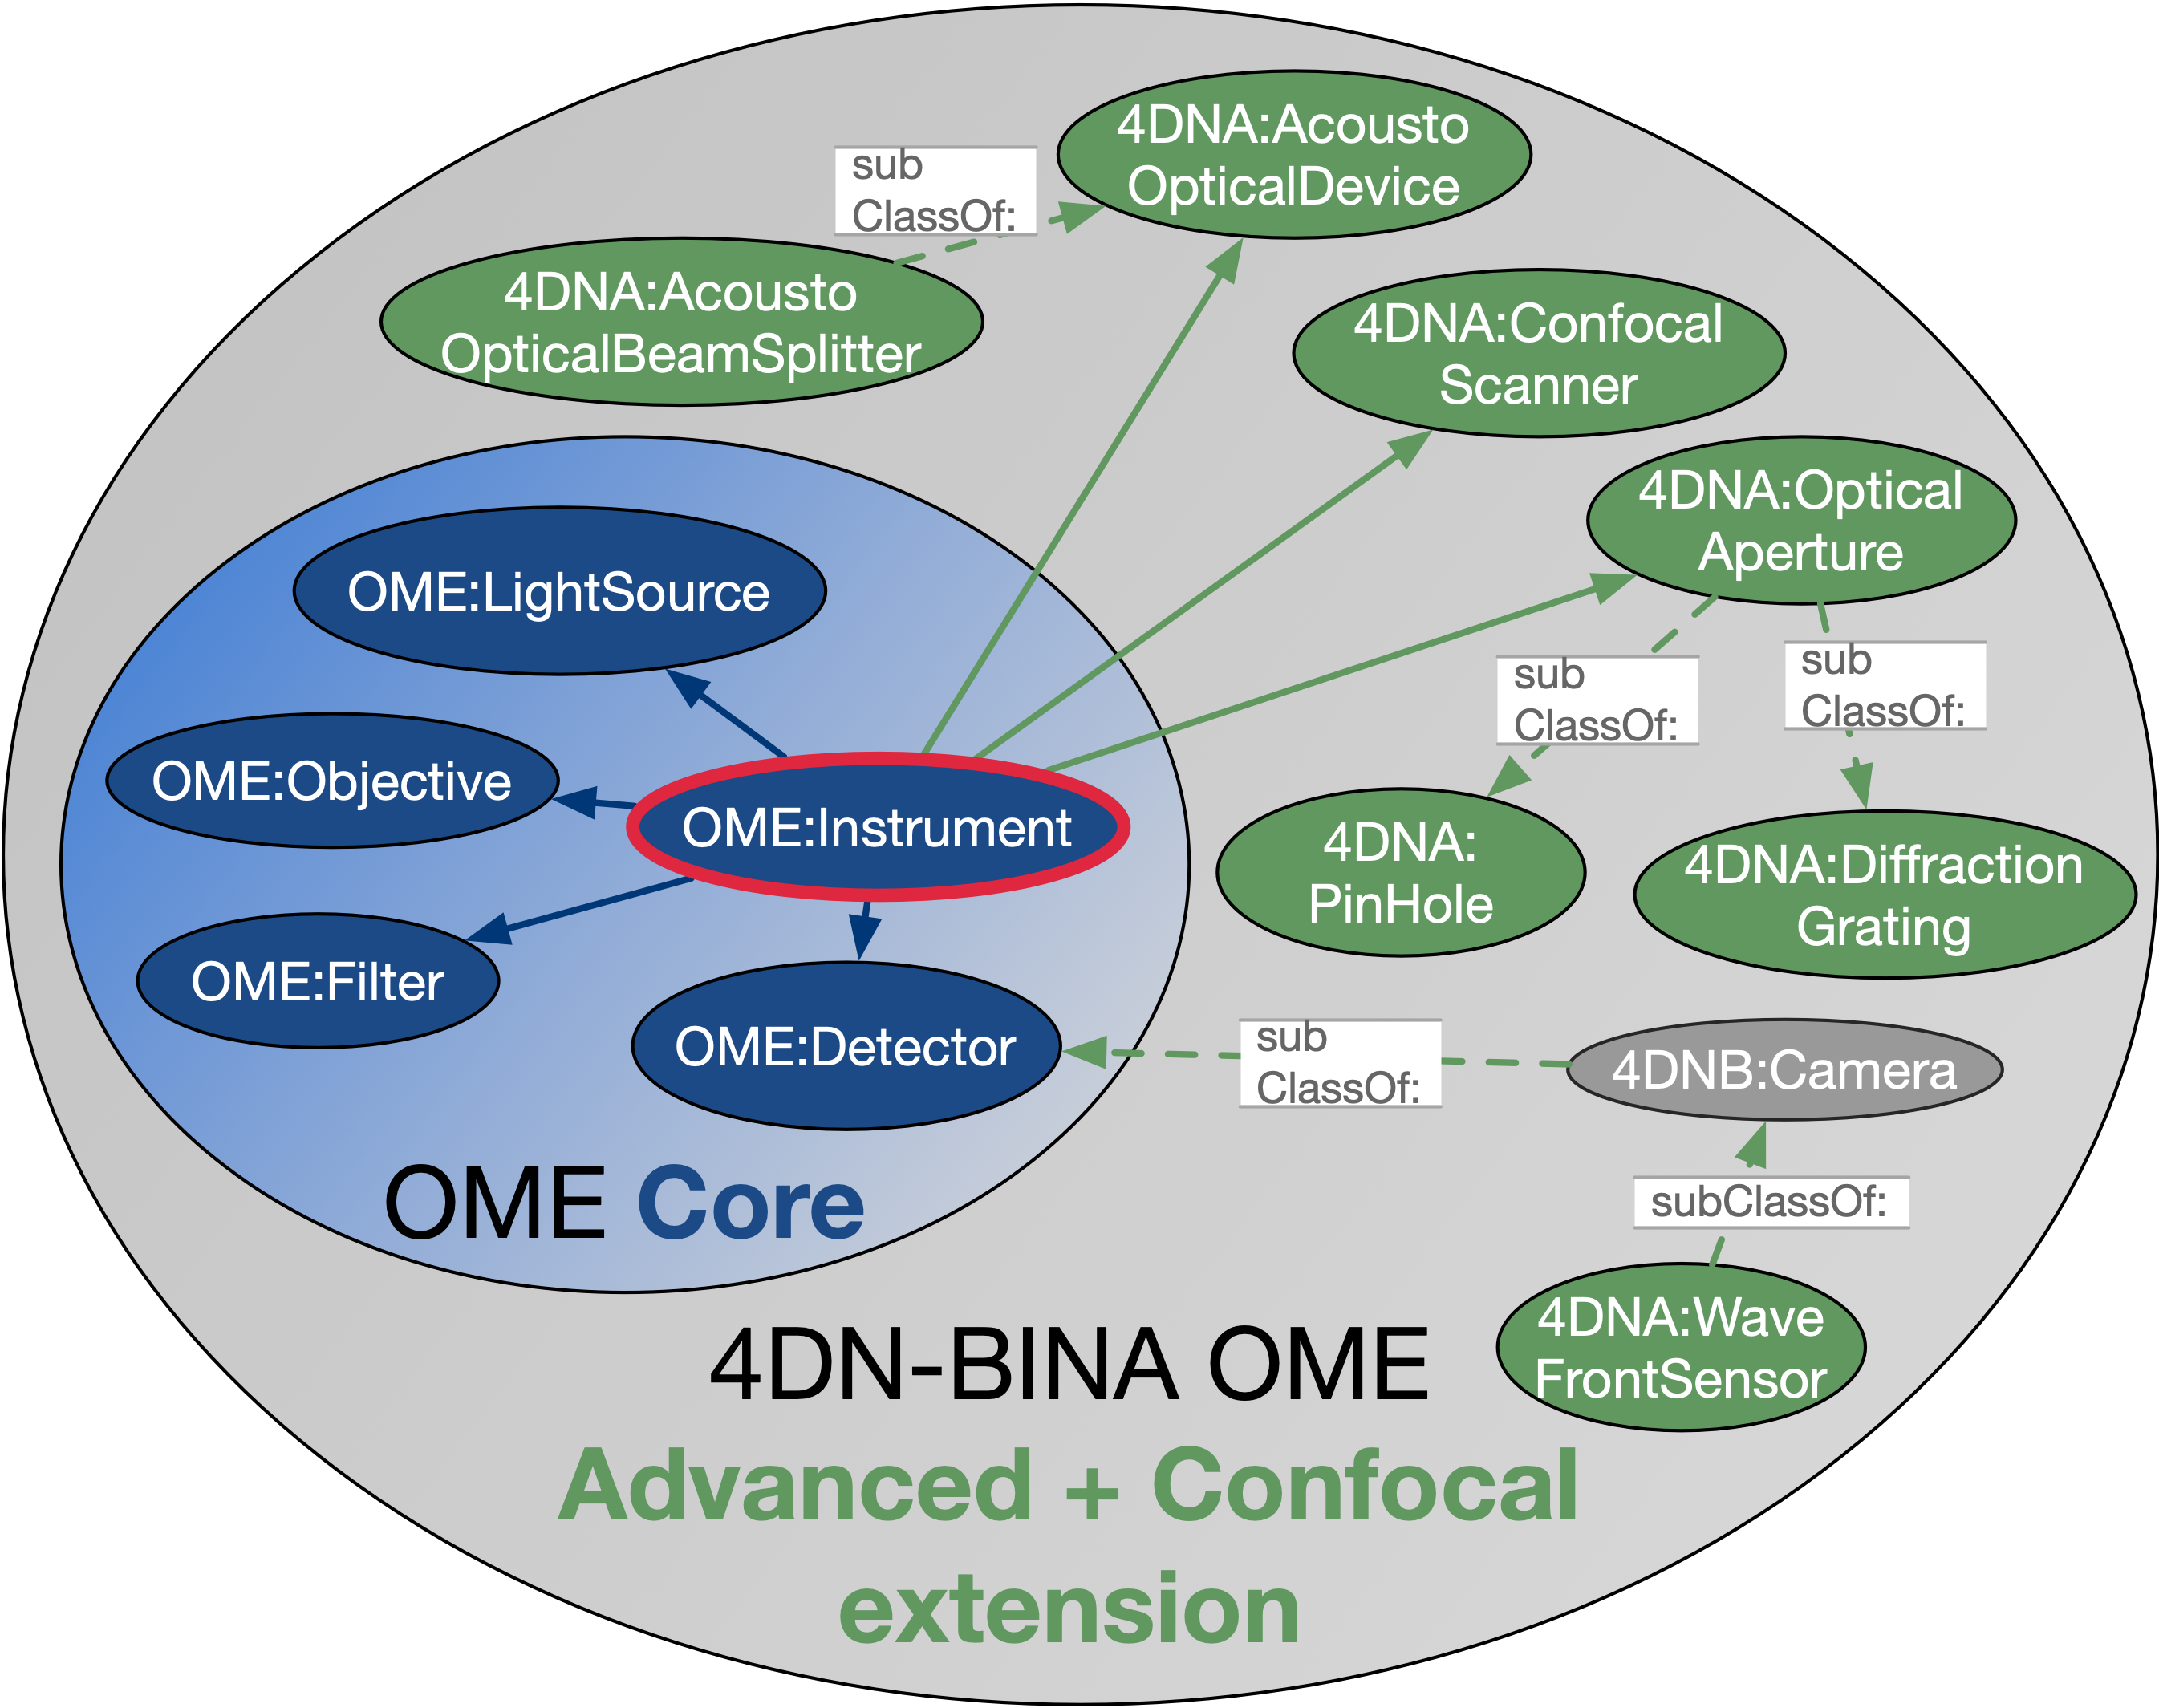 4DNA:Acousto
OpticalDevice
sub
ClassOf:
4DNA:Acousto
OpticalBeamSplitter
4DNA:Confocal
Scanner
4DNA:Optical
Aperture
OME:LightSource
sub
ClassOf:
sub
ClassOf:
OME:Objective
OME:Instrument
4DNA:
PinHole
4DNA:Diffraction
Grating
OME:Filter
OME:Detector
sub
ClassOf:
4DNB:Camera
OME Core
subClassOf:
4DNA:Wave
FrontSensor
4DN-BINA OME
Advanced + Confocal
extension